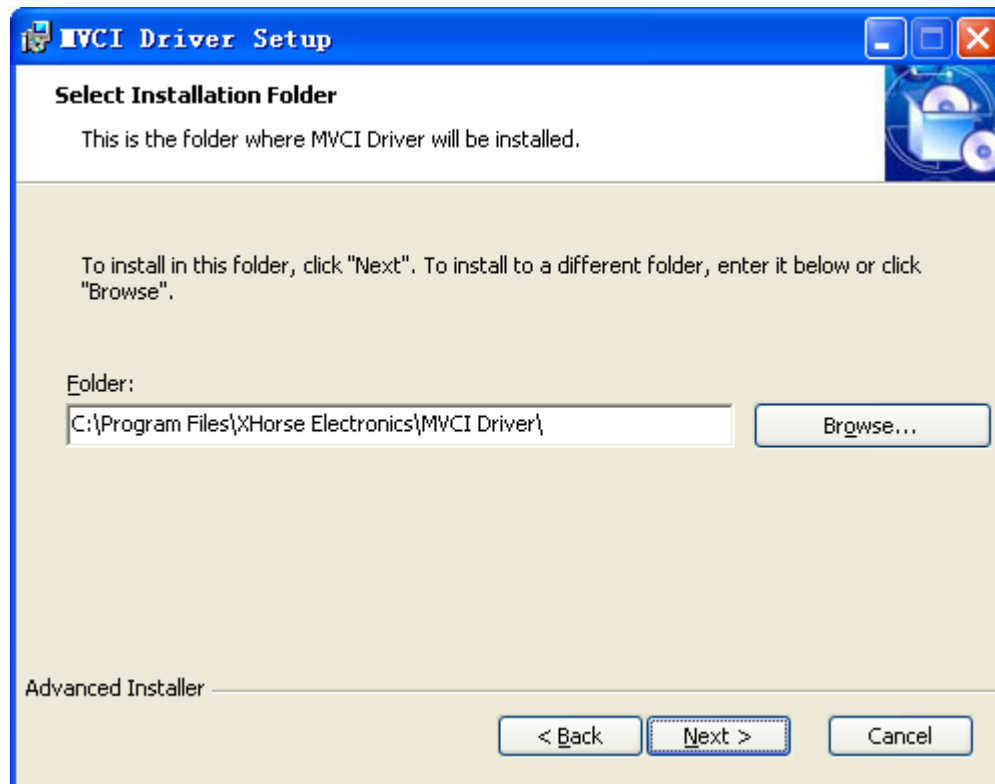 MVCI Driver Setup
Select Installation Folder
This is the folder where MVCI Driver will be installed.
To install in this folder, click "Next". To install to a different folder, enter it below or click
"Browse".
Folder:
C:\Program Files\XHorse Electronics\MVCI Driver\
Browse...
Advanced Installer
< Back
Next >
Cancel